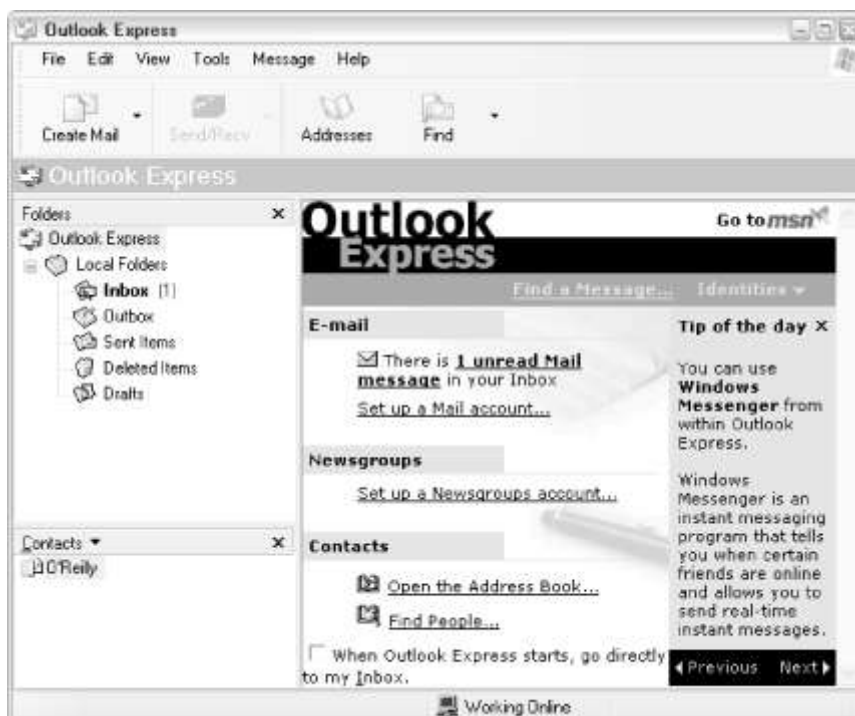 Outlook Express
File Edit View Tools Message Help
Create Mail Send/Recv Addresses Find
Outlook Express
Folders
Outlook Express
Local Folders
Inbox (1)
Outbox
Sent Items
Deleted Items
Drafts
Contacts
O'Reilly
Outlook
Express
Go to msn
Find a Message... Identities
E-mail
There is 1 unread Mail
message in your Inbox
Set up a Mail account...
Newsgroups
Set up a Newsgroups account...
Contacts
Open the Address Book...
Find People...
When Outlook Express starts, go directly
to my Inbox.
Tip of the day
You can use
Windows
Messenger from
within Outlook
Express.
Windows
Messenger is an
instant messaging
program that tells
you when certain
friends are online
and allows you to
send real-time
instant messages.
Previous Next
Working Online